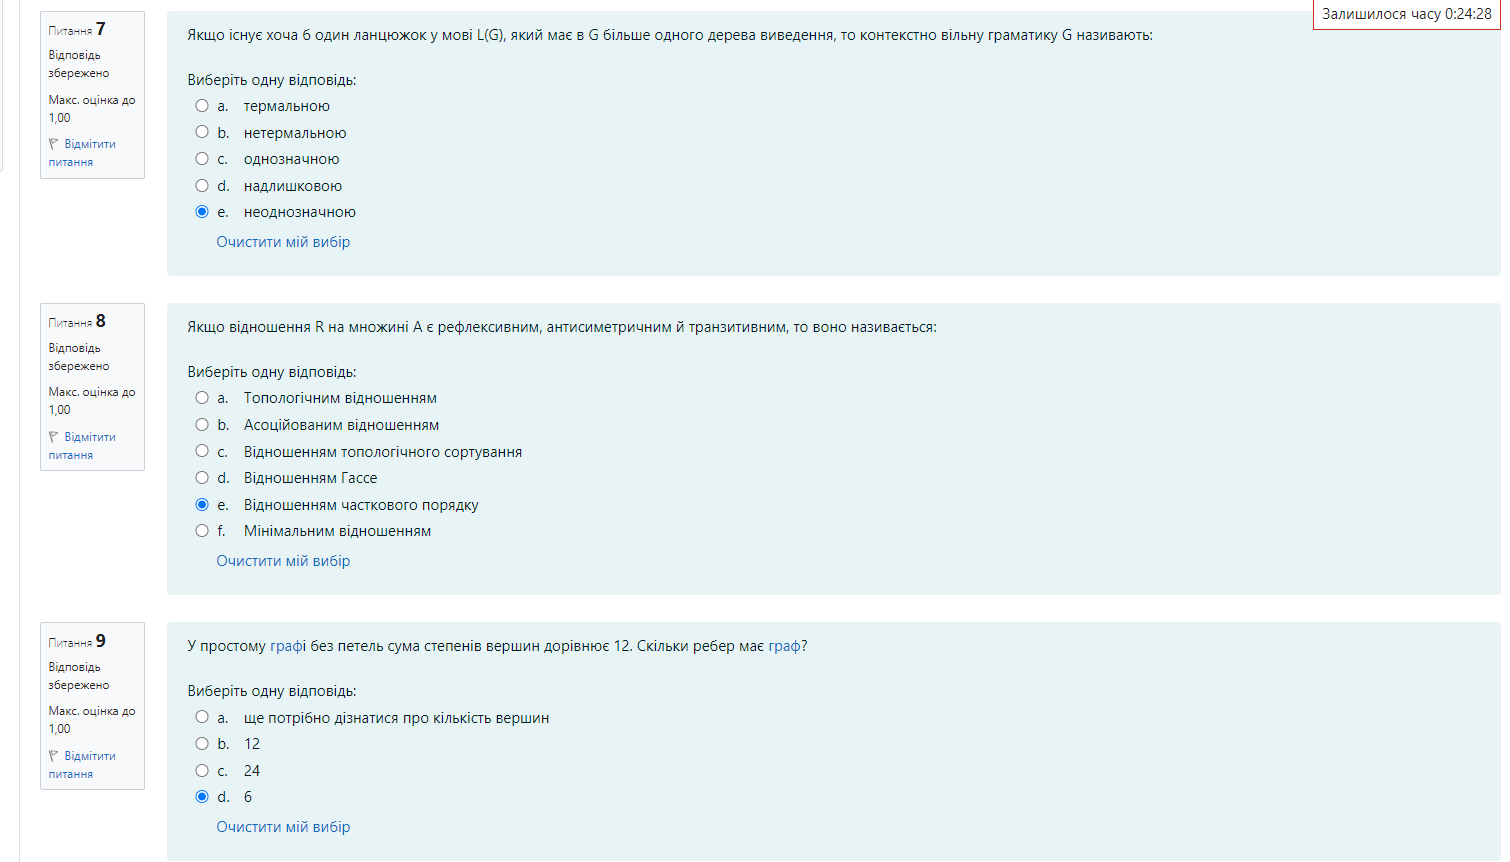 Залишилося часу 0:24:28
Питання 7
Відповідь
збережено
Макс. оцінка до
1,00
Відмітити
питання
Якщо існує хоча б один ланцюжок у мові L(G), який має в G більше одного дерева виведення, то контекстно вільну граматику G називають:
Виберіть одну відповідь:
a. термальною
b. нетермальною
c. однозначною
d. надлишковою
e. неоднозначною
Очистити мій вибір
Питання 8
Відповідь
збережено
Макс. оцінка до
1,00
Відмітити
питання
Якщо відношення R на множині A є рефлексивним, антисиметричним й транзитивним, то воно називається:
Виберіть одну відповідь:
a. Топологічним відношенням
b. Асоційованим відношенням
c. Відношенням топологічного сортування
d. Відношенням Гассе
e. Відношенням часткового порядку
f. Мінімальним відношенням
Очистити мій вибір
Питання 9
Відповідь
збережено
Макс. оцінка до
1,00
Відмітити
питання
У простому графі без петель сума степенів вершин дорівнює 12. Скільки ребер має граф?
Виберіть одну відповідь:
a. ще потрібно дізнатися про кількість вершин
b. 12
c. 24
d. 6
Очистити мій вибір